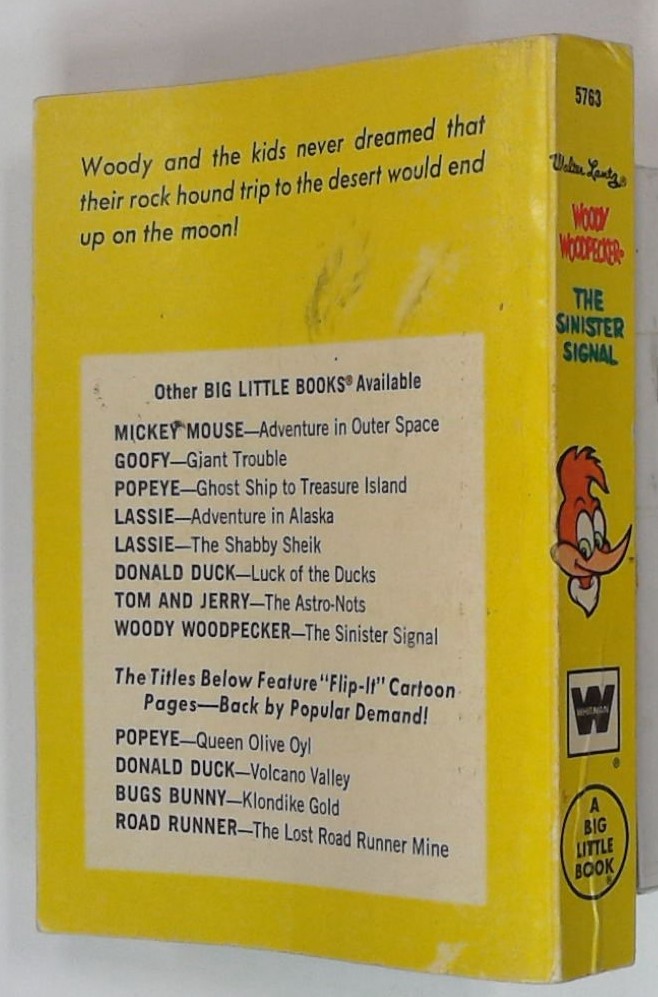 Woody and the kids never dreamed that
their rock hound trip to the desert would end
up on the moon!
Other BIG LITTLE BOOKS® Available
MICKEY MOUSE—Adventure in Outer Space
GOOFY—Giant Trouble
POPEYE—Ghost Ship to Treasure Island
LASSIE—Adventure in Alaska
LASSIE—The Shabby Sheik
DONALD DUCK—Luck of the Ducks
TOM AND JERRY—The Astro-Nots
WOODY WOODPECKER—The Sinister Signal
The Titles Below Feature "Flip-It" Cartoon
Pages—Back by Popular Demand!
POPEYE—Queen Olive Oyl
DONALD DUCK—Volcano Valley
BUGS BUNNY—Klondike Gold
ROAD RUNNER—The Lost Road Runner Mine
5763
Walter Lantz®
WOODY
WOODPECKER®
THE
SINISTER
SIGNAL
W
WHITMAN
®
A
BIG
LITTLE
BOOK®